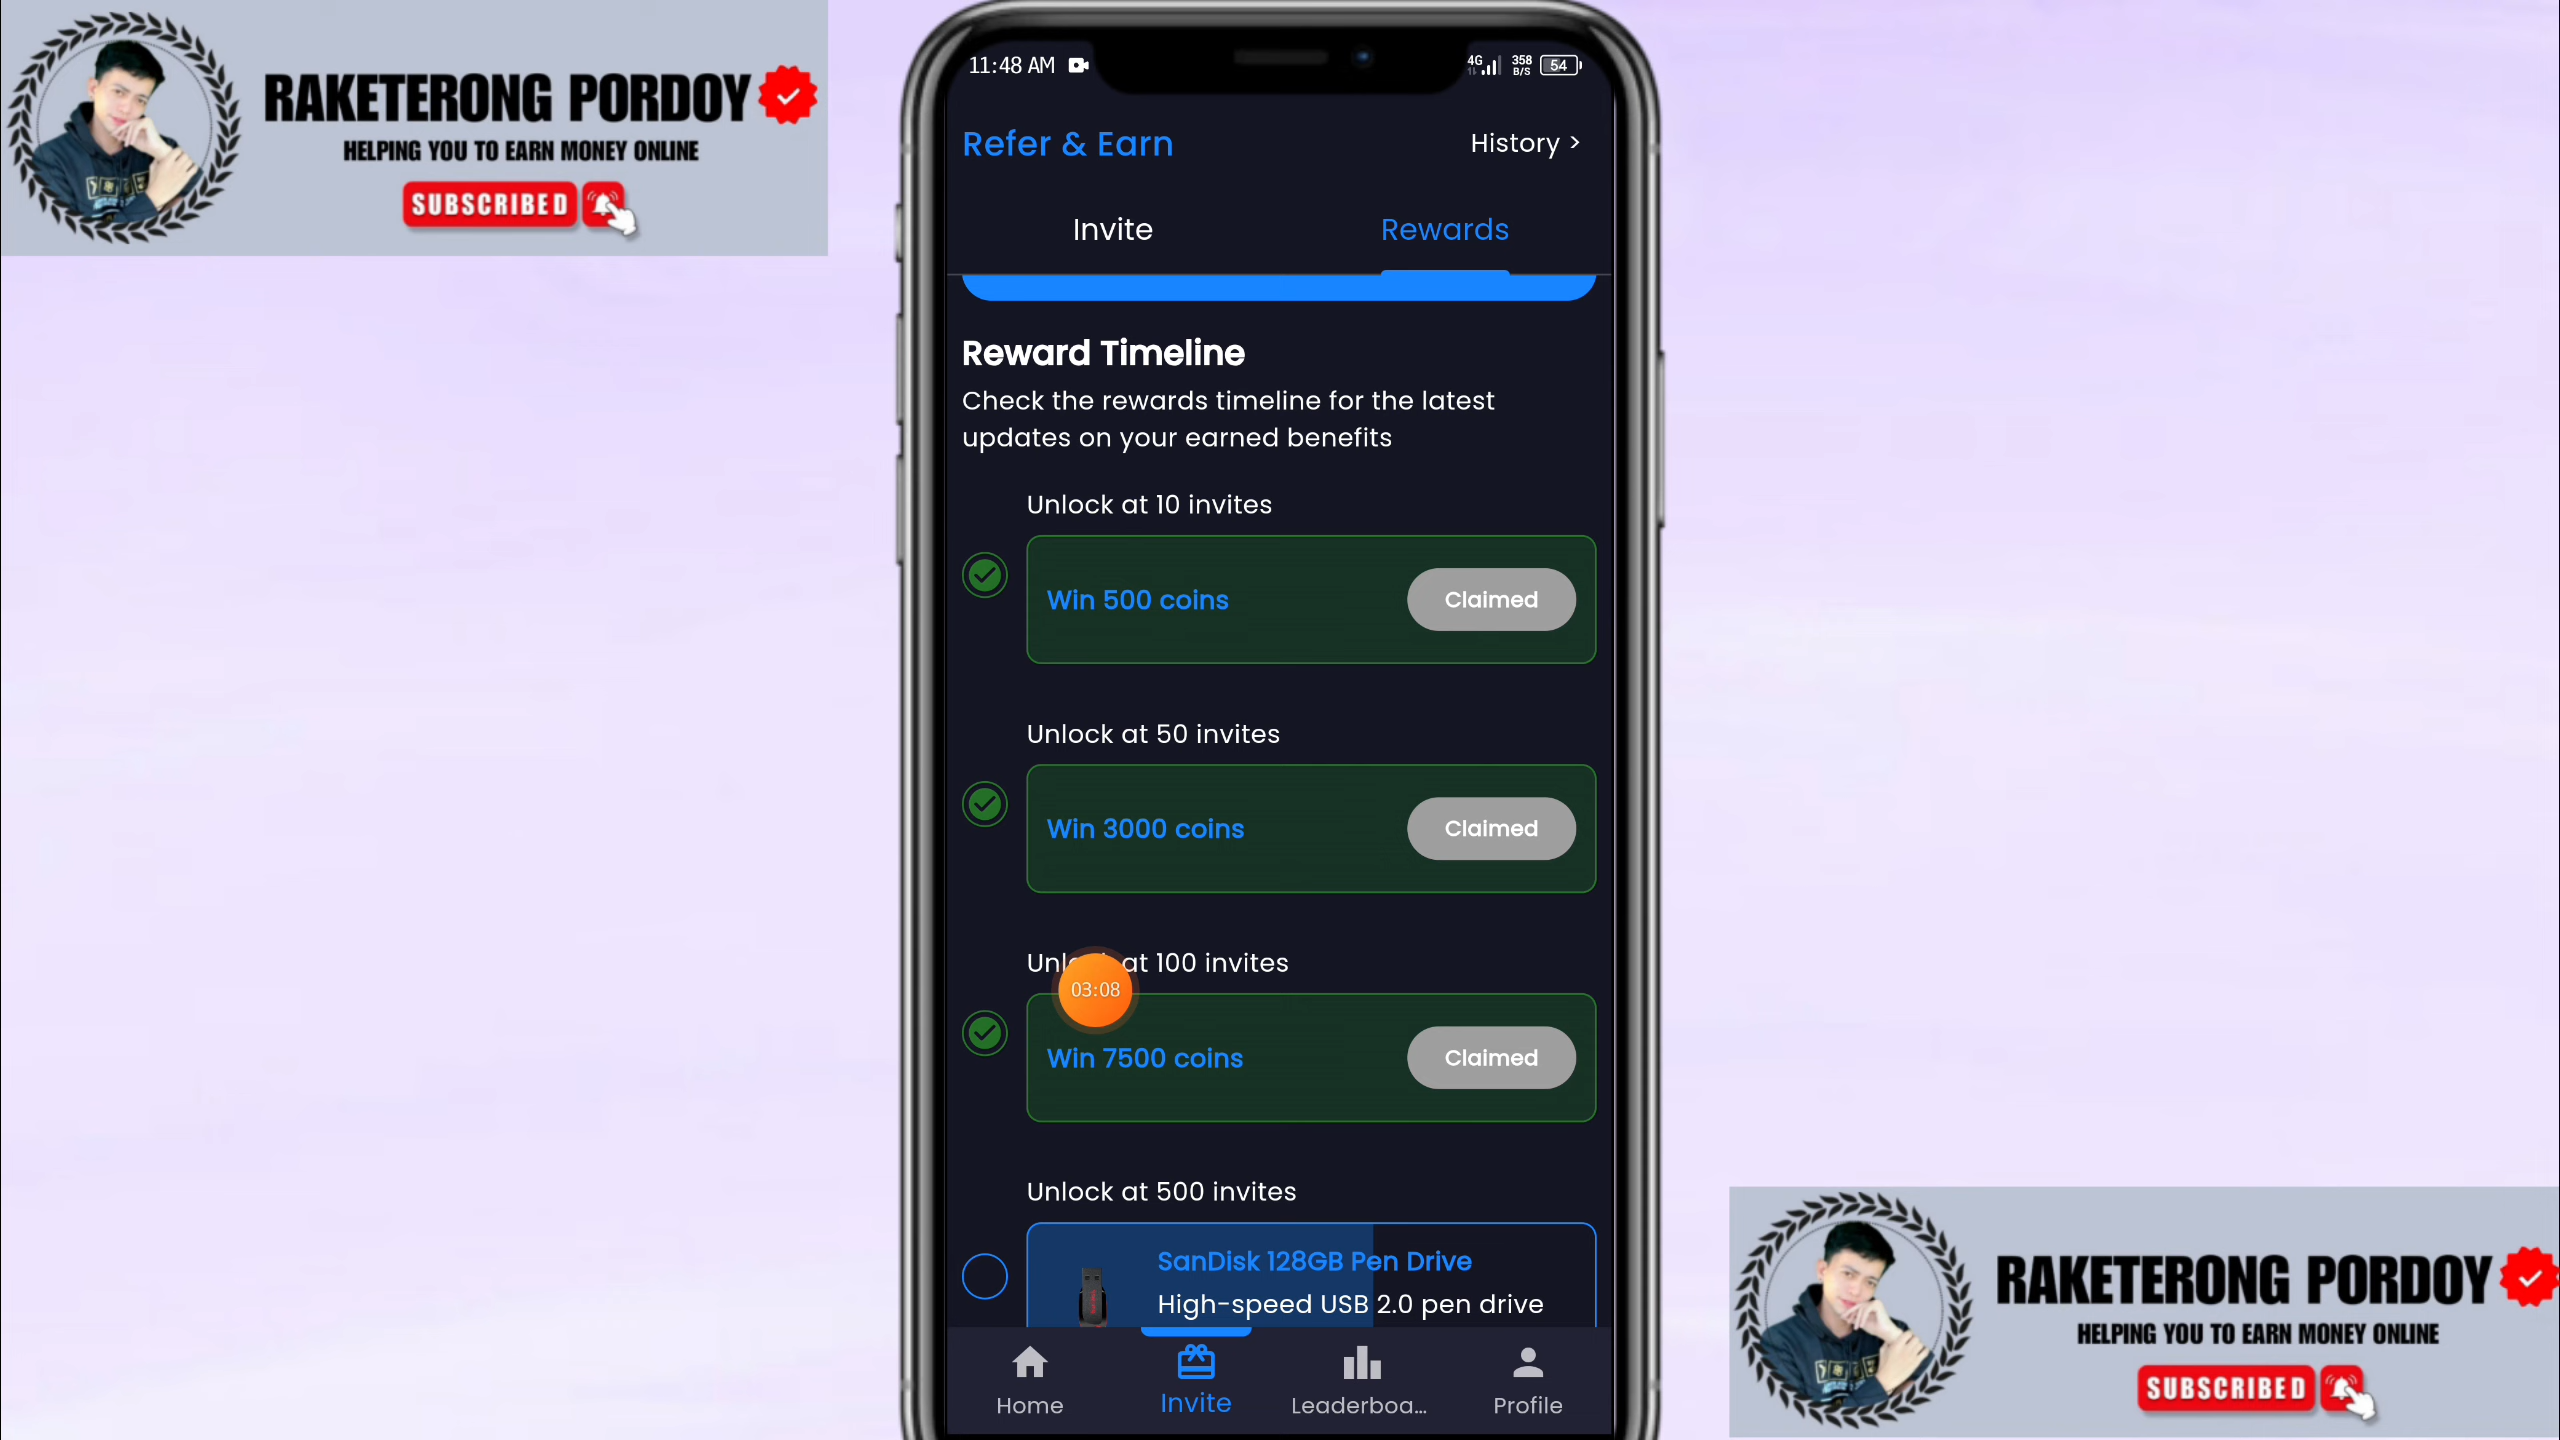 RAKETERONG PORDOY
HELPING YOU TO EARN MONEY ONLINE
SUBSCRIBED
11:48 AM
4G
358
B/S
54
Refer & Earn
History >
Invite
Rewards
Reward Timeline
Check the rewards timeline for the latest
updates on your earned benefits
Unlock at 10 invites
Win 500 coins
Claimed
Unlock at 50 invites
Win 3000 coins
Claimed
at 100 invites
03:08
Win 7500 coins
Claimed
Unlock at 500 invites
SanDisk 128GB Pen Drive
High-speed USB 2.0 pen drive
Home
Invite
Leaderboa...
Profile
RAKETERONG PORDOY
HELPING YOU TO EARN MONEY ONLINE
SUBSCRIBED